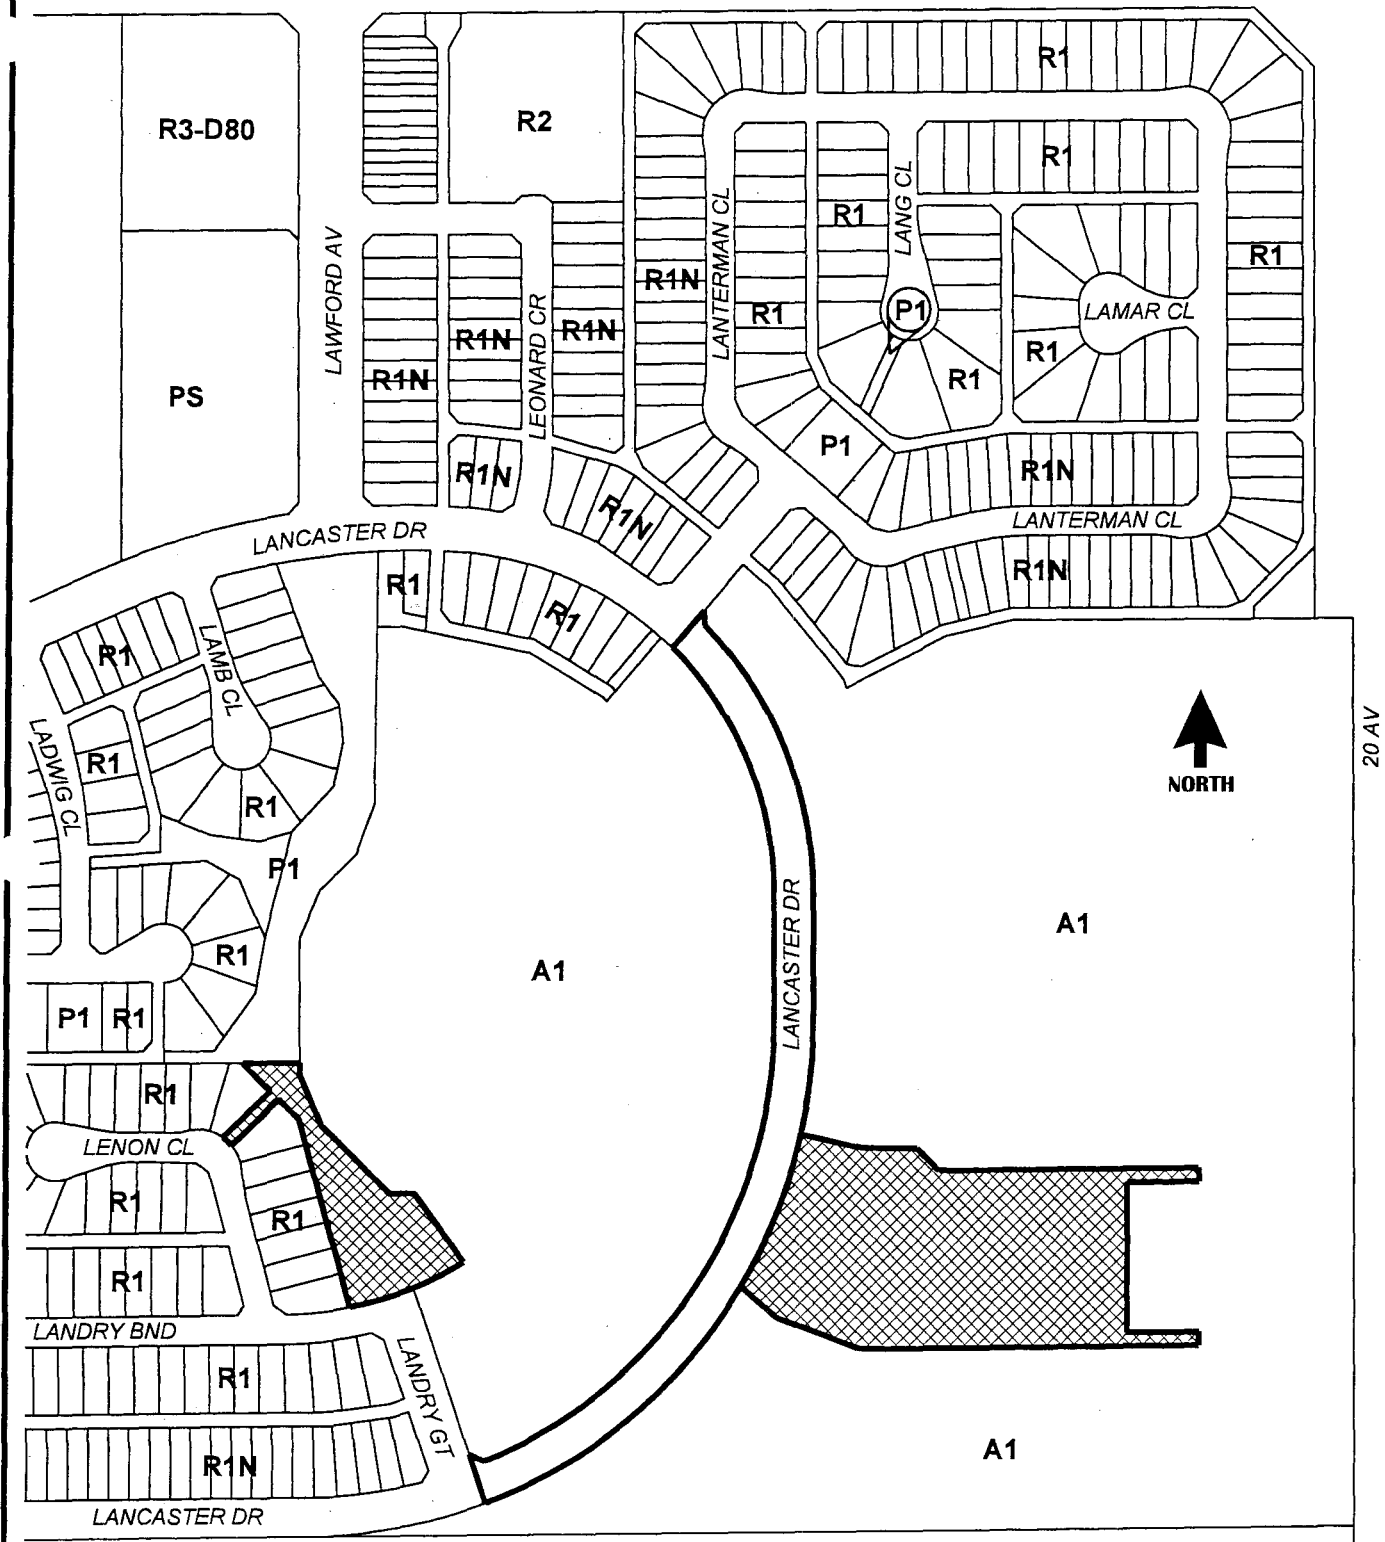 R1
R3-D80
R2
R1
R1
LANG CL
LANTERMAN CL
LAWFORD AV
R1
R1N
LAMAR CL
P1
R1
R1N
R1N
LEONARD CR
R1
R1
R1N
PS
P1
R1N
R1N
R1N
LANTERMAN CL
LANCASTER DR
R1N
R1
R1
R1
LAMB CL
20 AV
NORTH
LADWIG CL
R1
R1
P1
LANCASTER DR
A1
A1
R1
P1
R1
R1
LENON CL
R1
R1
R1
LANDRY BND
R1
LANDRY GT
A1
R1N
LANCASTER DR